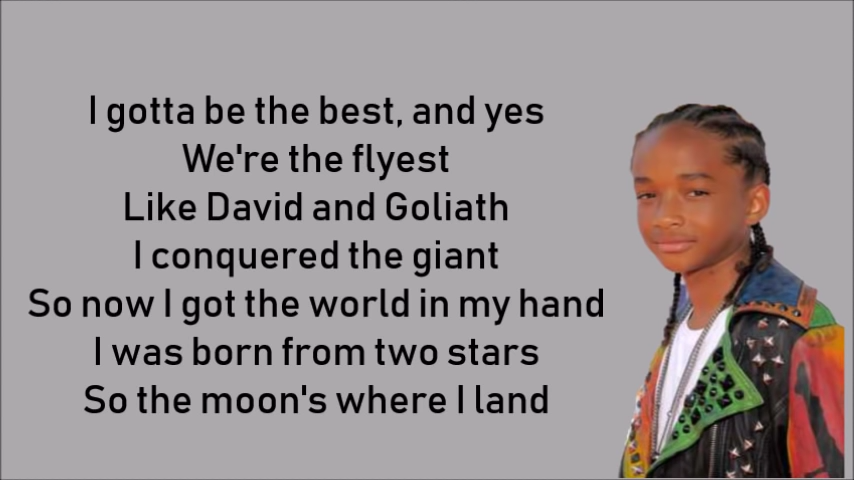 I gotta be the best, and yes
We're the flyest
Like David and Goliath
I conquered the giant
So now I got the world in my hand
I was born from two stars
So the moon's where I land